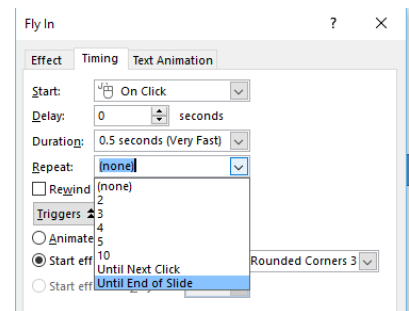 Fly In ? ×
Effect Timing Text Animation
Start: On Click
Delay: 0 seconds
Duration: 0.5 seconds (Very Fast)
Repeat: (none)
Rewind
(none)
2
Triggers
3
4
Animate
5
10
Start eff
Rounded Corners 3
Until Next Click
Until End of Slide
Start eff